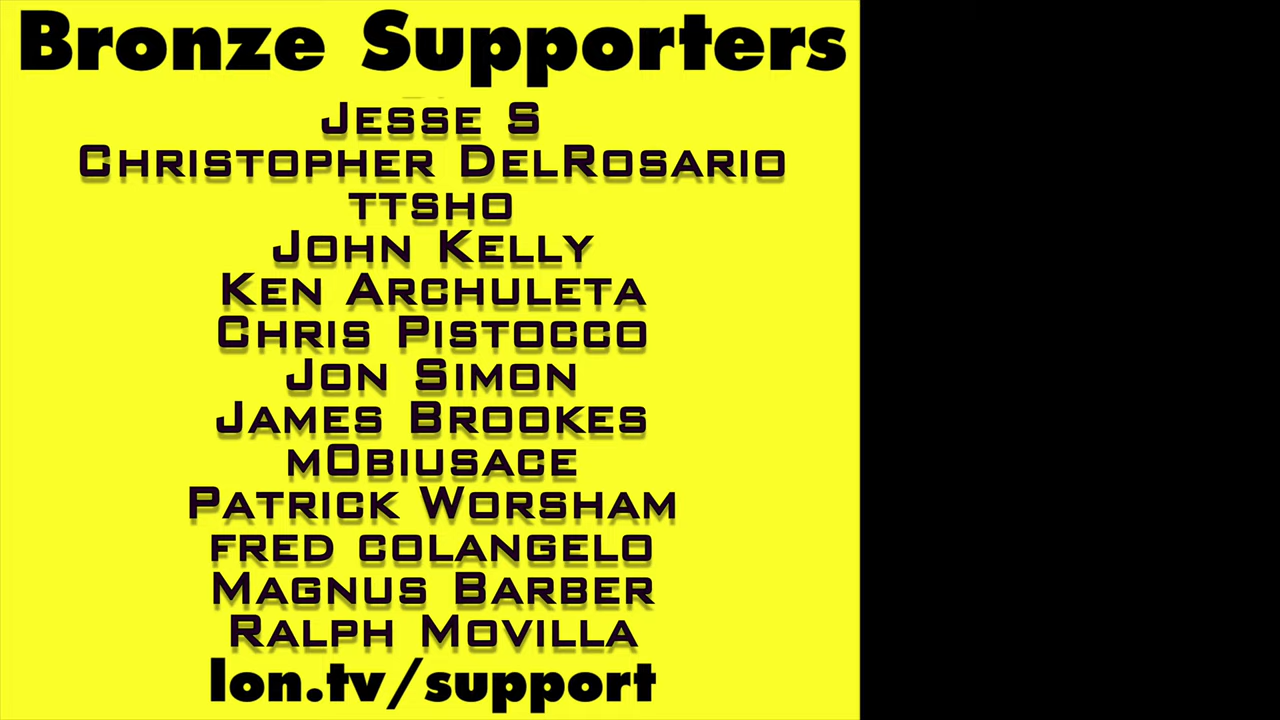 Bronze Supporters
Jesse S
Christopher DelRosario
ttsho
John Kelly
Ken Archuleta
Chris Pistocco
Jon Simon
James Brookes
m0biusace
Patrick Worsham
fred colangelo
Magnus Barber
Ralph Movilla
lon.tv/support